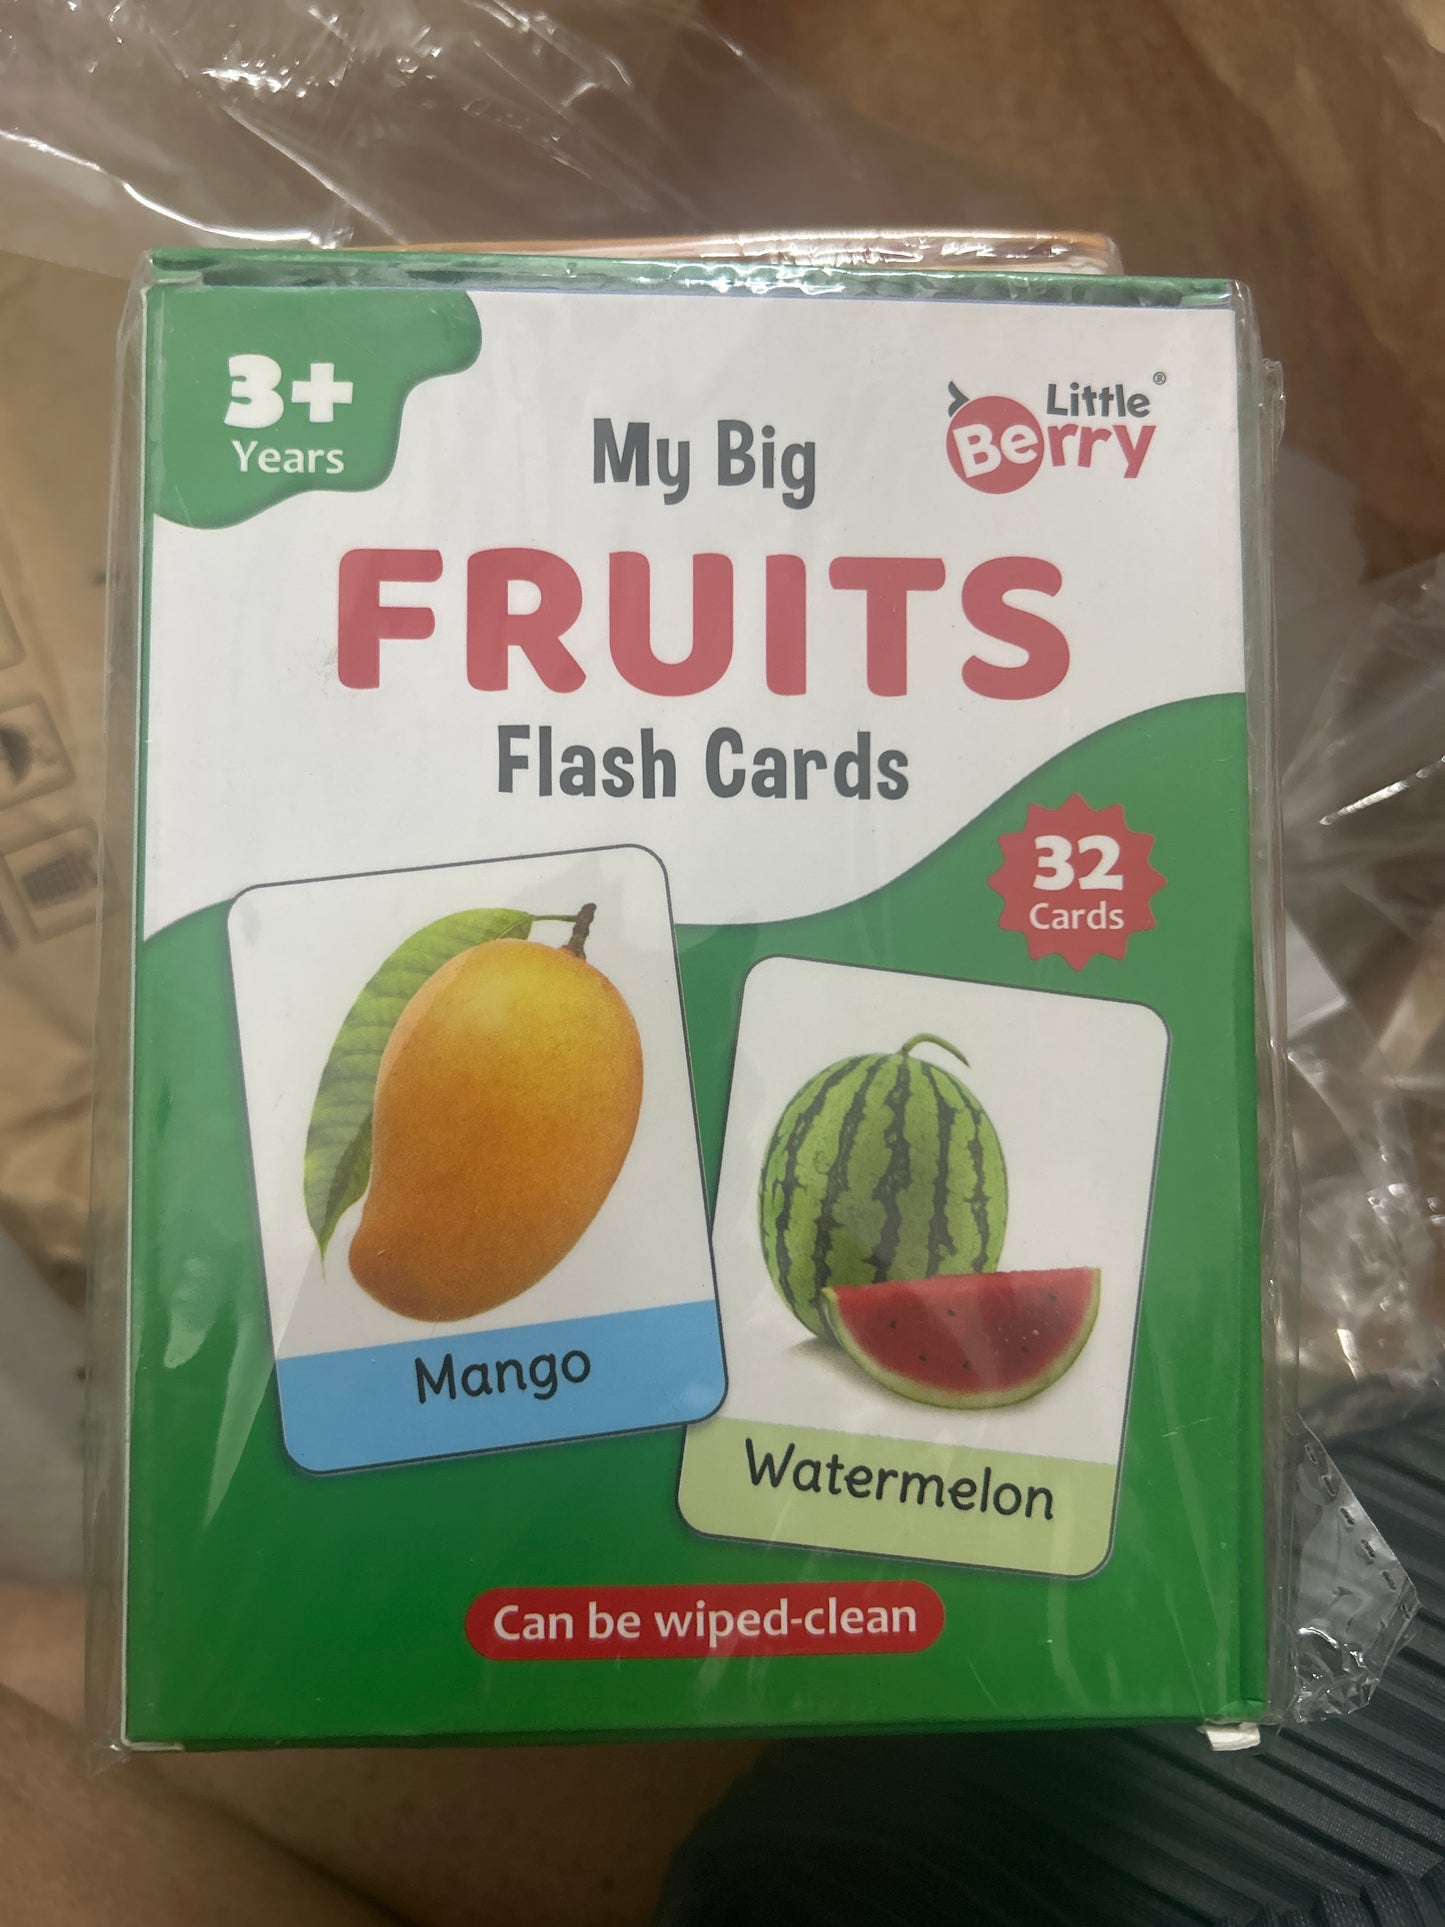 3+
Years
Little®
Berry
My Big
FRUITS
Flash Cards
32
Cards
Mango
Watermelon
Can be wiped-clean